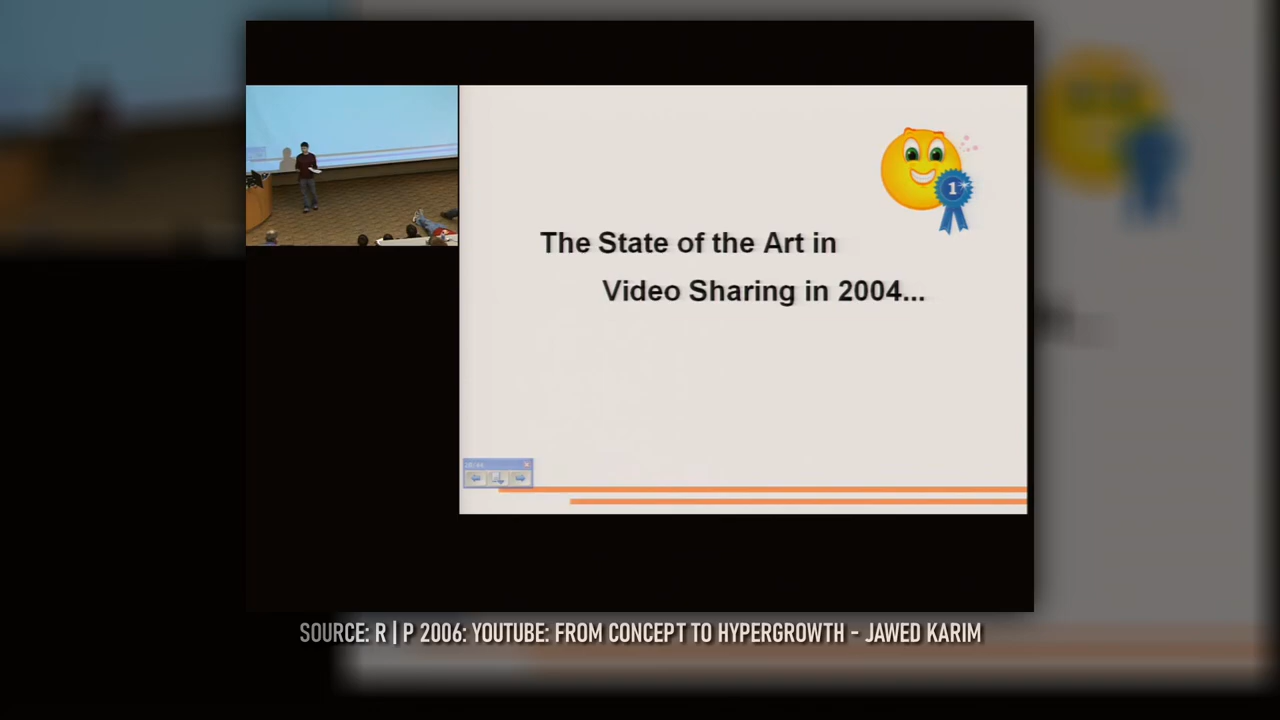 1
The State of the Art in
Video Sharing in 2004...
SOURCE: R | P 2006: YOUTUBE: FROM CONCEPT TO HYPERGROWTH - JAWED KARIM